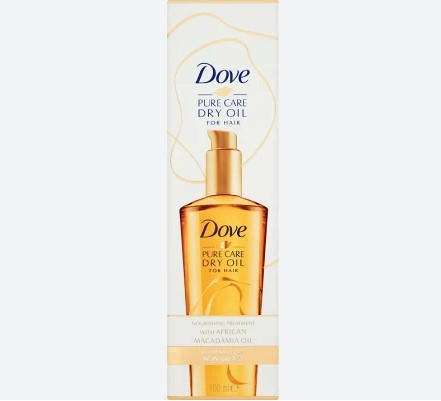 Dove
PURE CARE
DRY OIL
FOR HAIR
Dove
PURE CARE
DRY OIL
FOR HAIR
NOURISHING TREATMENT
WITH AFRICAN
MACADAMIA OIL
100 ml e